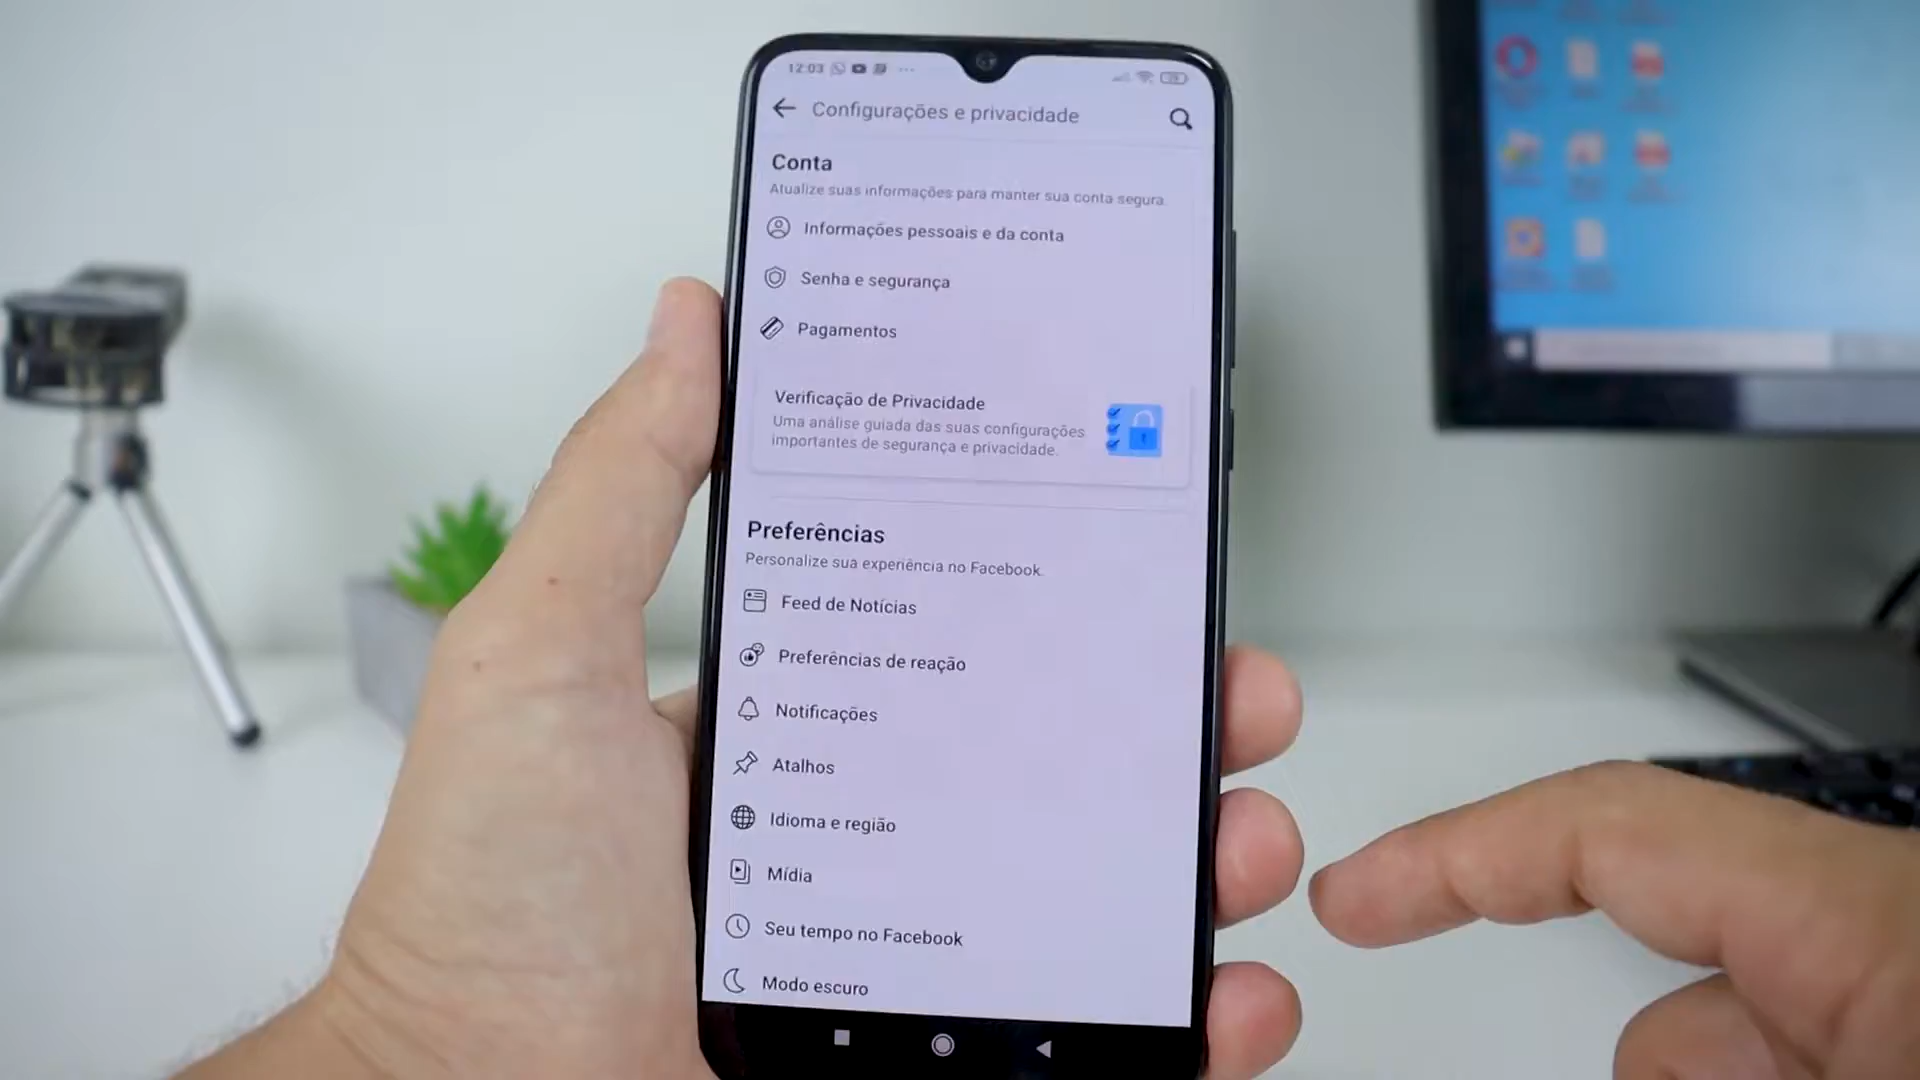 12:03
Configurações e privacidade
Conta
Atualize suas informações para manter sua conta segura.
Informações pessoais e da conta
Senha e segurança
Pagamentos
Verificação de Privacidade
Uma análise guiada das suas configurações
importantes de segurança e privacidade.
Preferências
Personalize sua experiência no Facebook.
Feed de Notícias
Preferências de reação
Notificações
Atalhos
Idioma e região
Mídia
Seu tempo no Facebook
Modo escuro